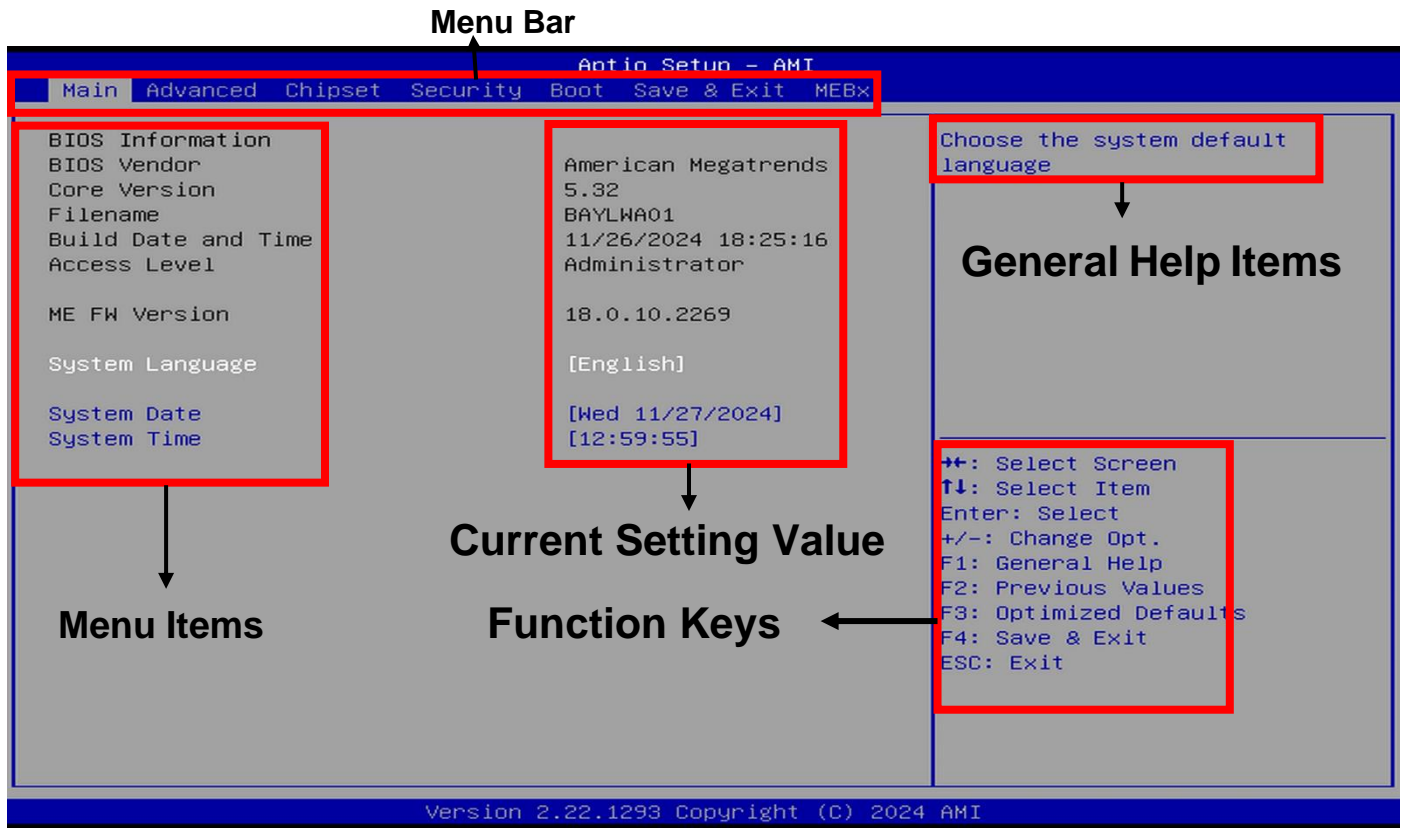 Menu Bar
Aptio Setup – AMI
Main Advanced Chipset Security Boot Save & Exit MEBx
BIOS Information
BIOS Vendor American Megatrends
Core Version 5.32
Filename BAYLWA01
Build Date and Time 11/26/2024 18:25:16
Access Level Administrator
ME FW Version 18.0.10.2269
System Language [English]
System Date [Wed 11/27/2024]
System Time [12:59:55]
Choose the system default
language
General Help Items
→←: Select Screen
↑↓: Select Item
Enter: Select
+/-: Change Opt.
F1: General Help
F2: Previous Values
F3: Optimized Defaults
F4: Save & Exit
ESC: Exit
Current Setting Value
Menu Items
Function Keys
Version 2.22.1293 Copyright (C) 2024 AMI